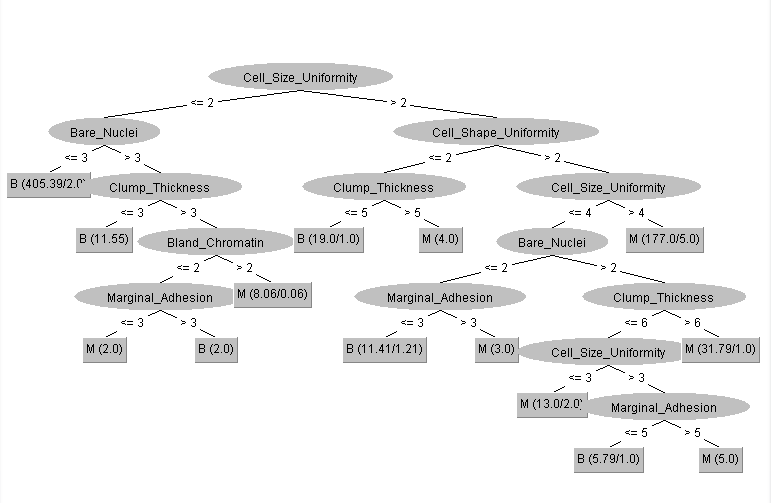 Cell_Size_Uniformity
<= 2 > 2
Bare_Nuclei Cell_Shape_Uniformity
<= 3 > 3 <= 2 > 2
B (405.39/2.0) Clump_Thickness Clump_Thickness Cell_Size_Uniformity
<= 3 > 3 <= 5 > 5 <= 4 > 4
B (11.55) Bland_Chromatin B (19.0/1.0) M (4.0) Bare_Nuclei M (177.0/5.0)
<= 2 > 2 <= 2 > 2
Marginal_Adhesion M (8.06/0.06) Marginal_Adhesion Clump_Thickness
<= 3 > 3 <= 3 > 3 <= 6 > 6
M (2.0) B (2.0) B (11.41/1.21) M (3.0) Cell_Size_Uniformity M (31.79/1.0)
<= 3 > 3
M (13.0/2.0) Marginal_Adhesion
<= 5 > 5
B (5.79/1.0) M (5.0)